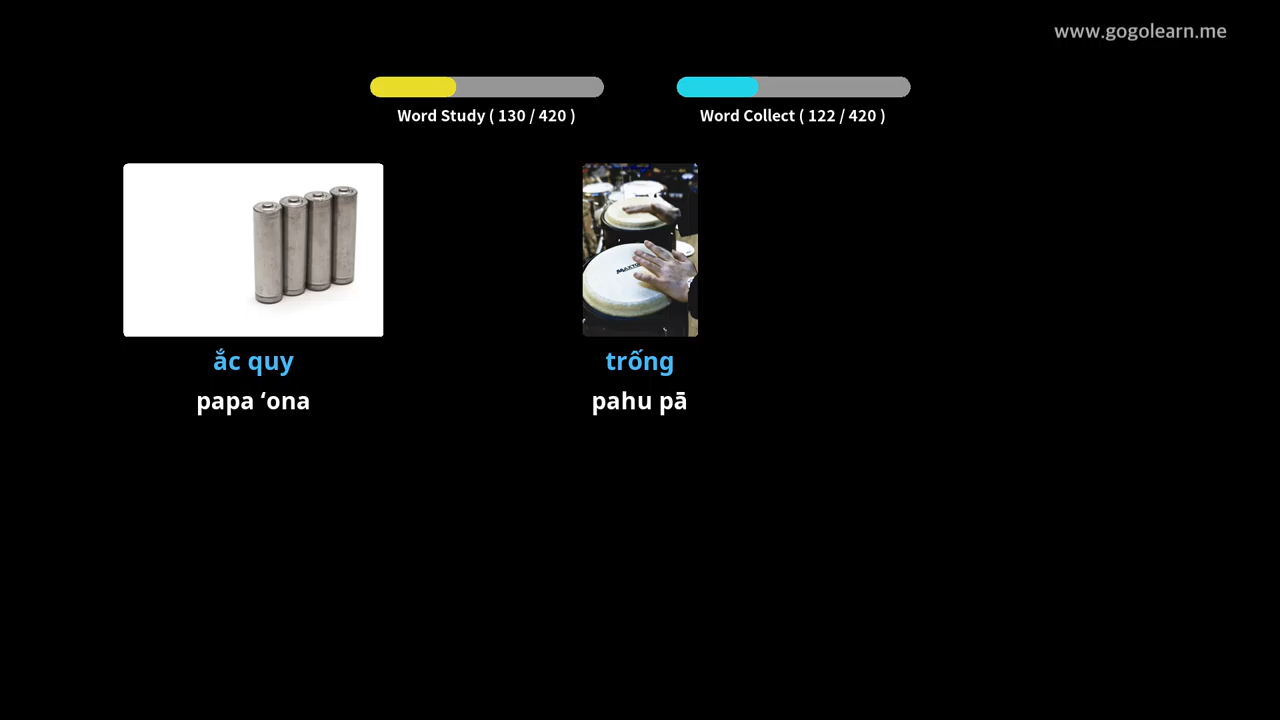 www.gogolearn.me
Word Study ( 130 / 420 )
Word Collect ( 122 / 420 )
ắc quy
papa ʻona
trống
pahu pā